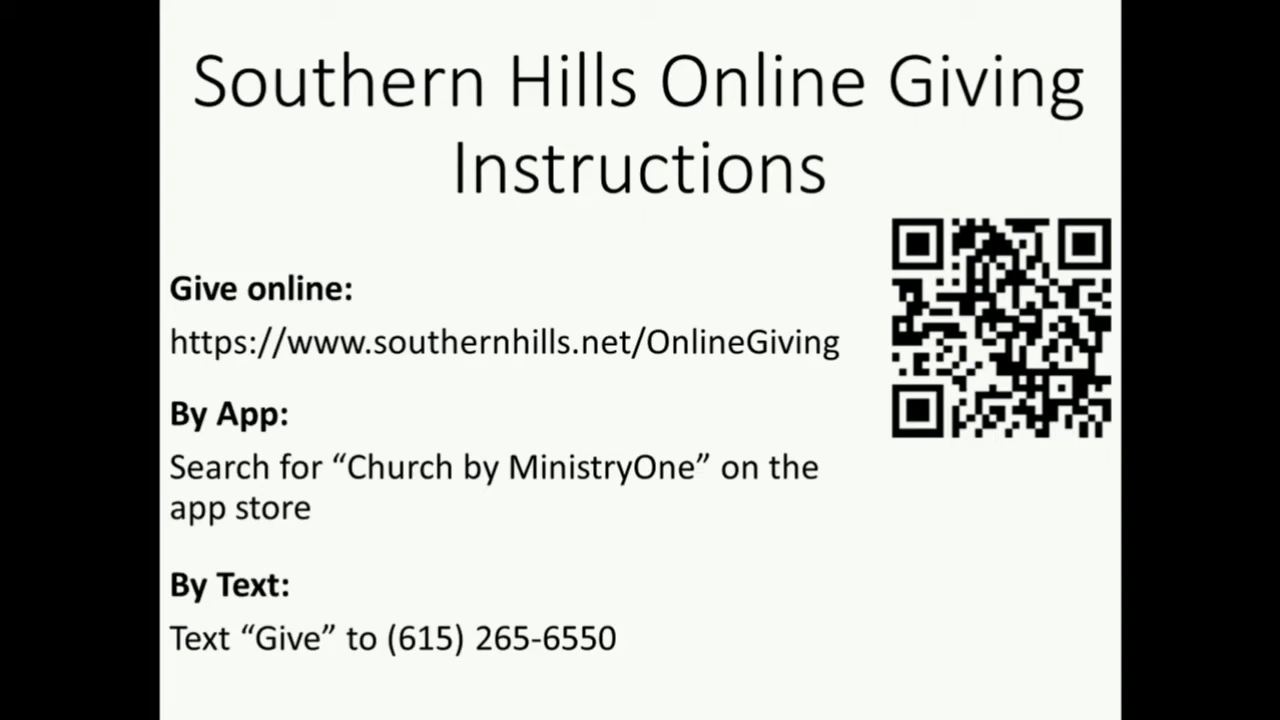 Southern Hills Online Giving
Instructions
Give online:
https://www.southernhills.net/OnlineGiving
By App:
Search for “Church by MinistryOne” on the
app store
By Text:
Text “Give” to (615) 265-6550